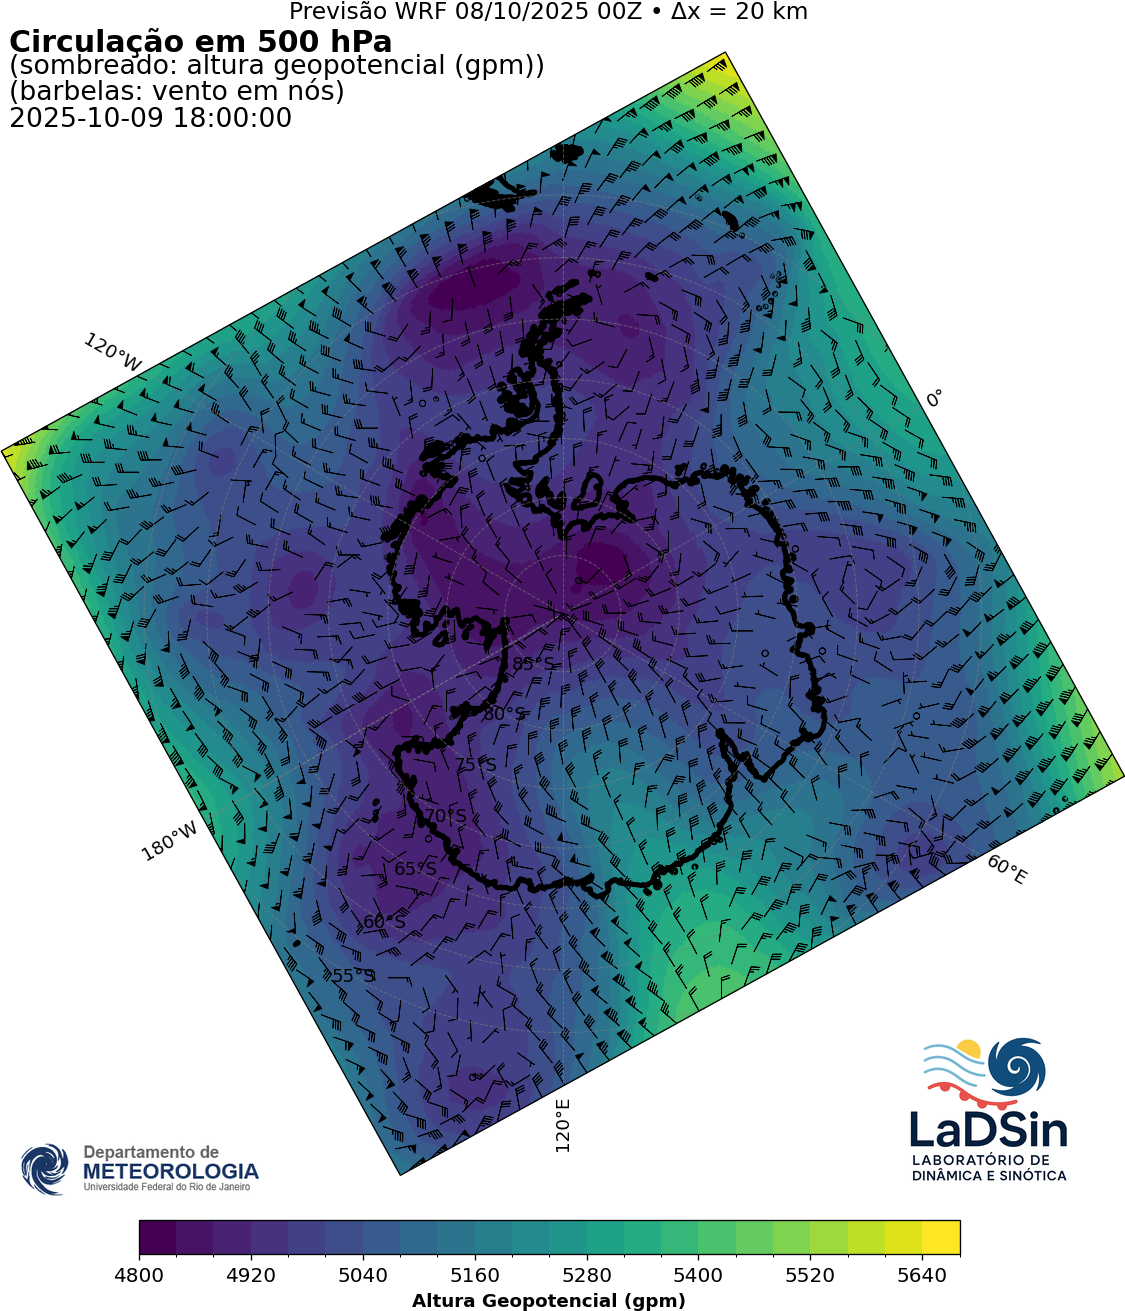 Previsão WRF 08/10/2025 00Z • Δx = 20 km
Circulação em 500 hPa
(sombreado: altura geopotencial (gpm))
(barbelas: vento em nós)
2025-10-09 18:00:00
120°W
0°
85°S
80°S
75°S
70°S
65°S
60°S
55°S
180°W
60°E
120°E
LaDSin
LABORATÓRIO DE
DINÂMICA E SINÓTICA
Departamento de
METEOROLOGIA
Universidade Federal do Rio de Janeiro
4800 4920 5040 5160 5280 5400 5520 5640
Altura Geopotencial (gpm)